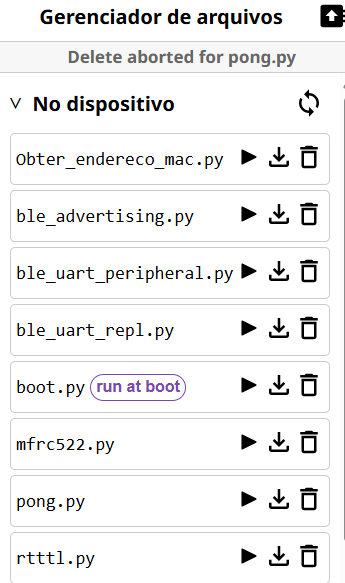 Gerenciador de arquivos
Delete aborted for pong.py
No dispositivo
Obter_endereco_mac.py
ble_advertising.py
ble_uart_peripheral.py
ble_uart_repl.py
boot.py run at boot
mfrc522.py
pong.py
rtttl.py